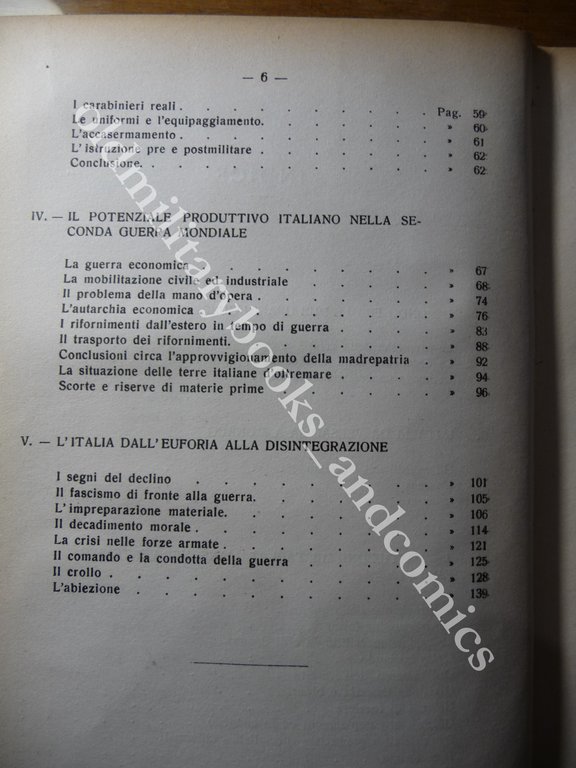 — 6 —
I carabinieri reali . . . . . . . . Pag. 59
Le uniformi e l'equipaggiamento. . . . . . » 60
L'accasermamento . . . . . . . . » 61
L'istruzione pre e postmilitare . . . . . . » 62
Conclusione. . . . . . . . . . » 62
IV. — IL POTENZIALE PRODUTTIVO ITALIANO NELLA SE-
CONDA GUERRA MONDIALE
La guerra economica . . . . . . . . » 67
La mobilitazione civile ed industriale . . . . . » 68
Il problema della mano d'opera . . . . . . » 74
L'autarchia economica . . . . . . . . » 76
I rifornimenti dall'estero in tempo di guerra . . . . » 83
Il trasporto dei rifornimenti. . . . . . . » 88
Conclusioni circa l'approvvigionamento della madrepatria . » 92
La situazione delle terre italiane d'oltremare . . . . » 94
Scorte e riserve di materie prime . . . . . » 96
V. — L'ITALIA DALL'EUFORIA ALLA DISINTEGRAZIONE
I segni del declino . . . . . . . . » 101
Il fascismo di fronte alla guerra. . . . . . » 105
L'impreparazione materiale. . . . . . . » 106
Il decadimento morale . . . . . . . . » 114
La crisi nelle forze armate . . . . . . . » 121
Il comando e la condotta della guerra . . . . . » 125
Il crollo . . . . . . . . . . » 128
L'abiezione . . . . . . . . . . » 139
oldmilitarybooks_andcomics